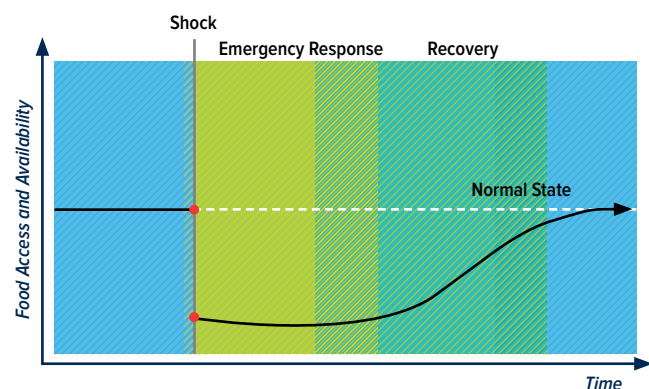 Shock
Emergency Response
Recovery
Food Access and Availability
Normal State
Time